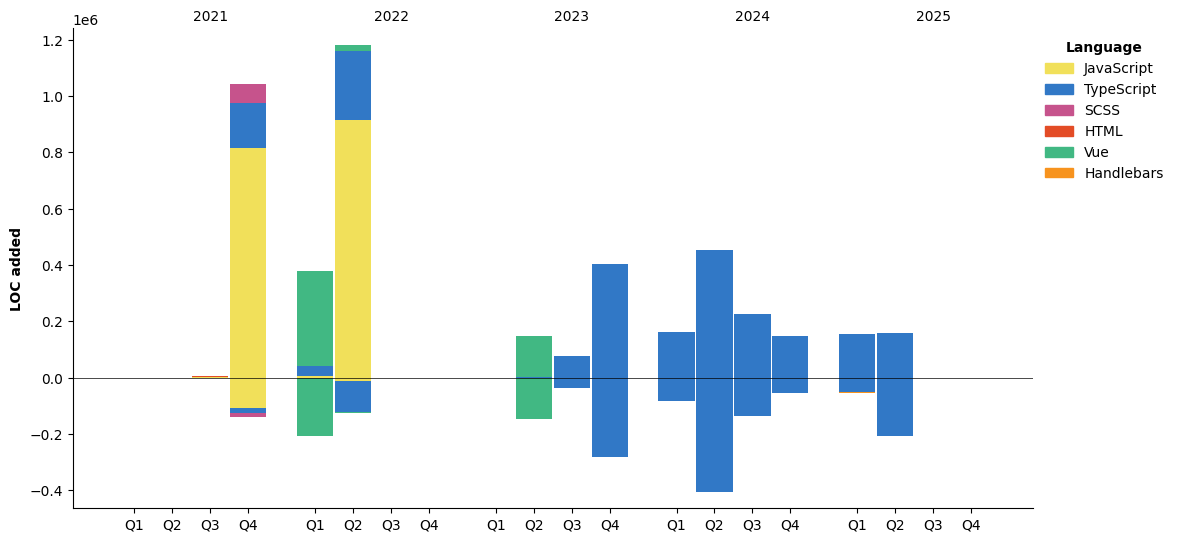 1e6
2021 2022 2023 2024 2025
1.2
1.0
0.8
0.6
0.4
0.2
0.0
−0.2
−0.4
LOC added
Q1 Q2 Q3 Q4 Q1 Q2 Q3 Q4 Q1 Q2 Q3 Q4 Q1 Q2 Q3 Q4 Q1 Q2 Q3 Q4
Language
JavaScript
TypeScript
SCSS
HTML
Vue
Handlebars